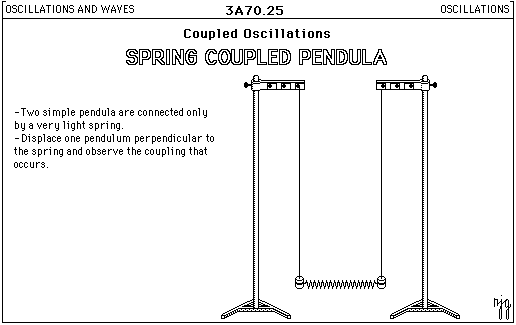 OSCILLATIONS AND WAVES 3A70.25 OSCILLATIONS
Coupled Oscillations
SPRING COUPLED PENDULA
-Two simple pendula are connected only
by a very light spring.
-Displace one pendulum perpendicular to
the spring and observe the coupling that
occurs.